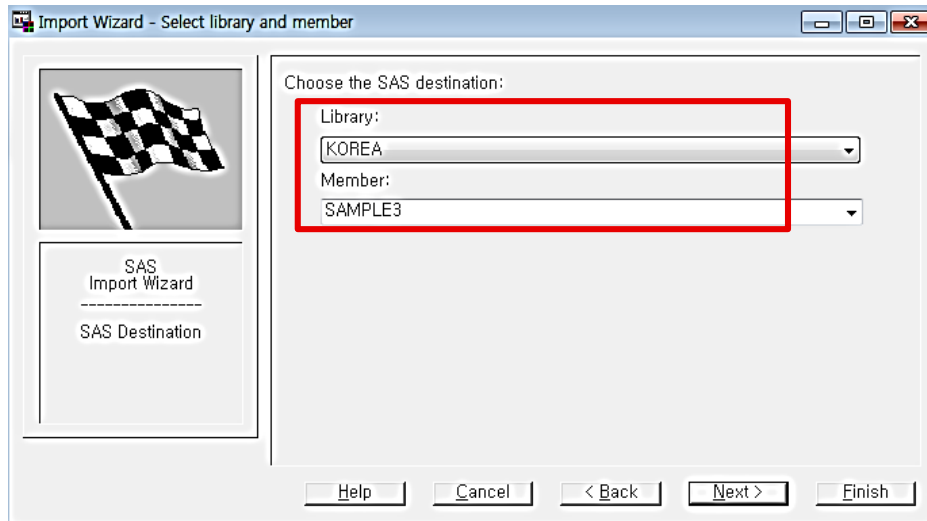 Import Wizard - Select library and member
Choose the SAS destination:
Library:
KOREA
Member:
SAMPLE3
SAS
Import Wizard
---------------
SAS Destination
Help Cancel < Back Next > Finish